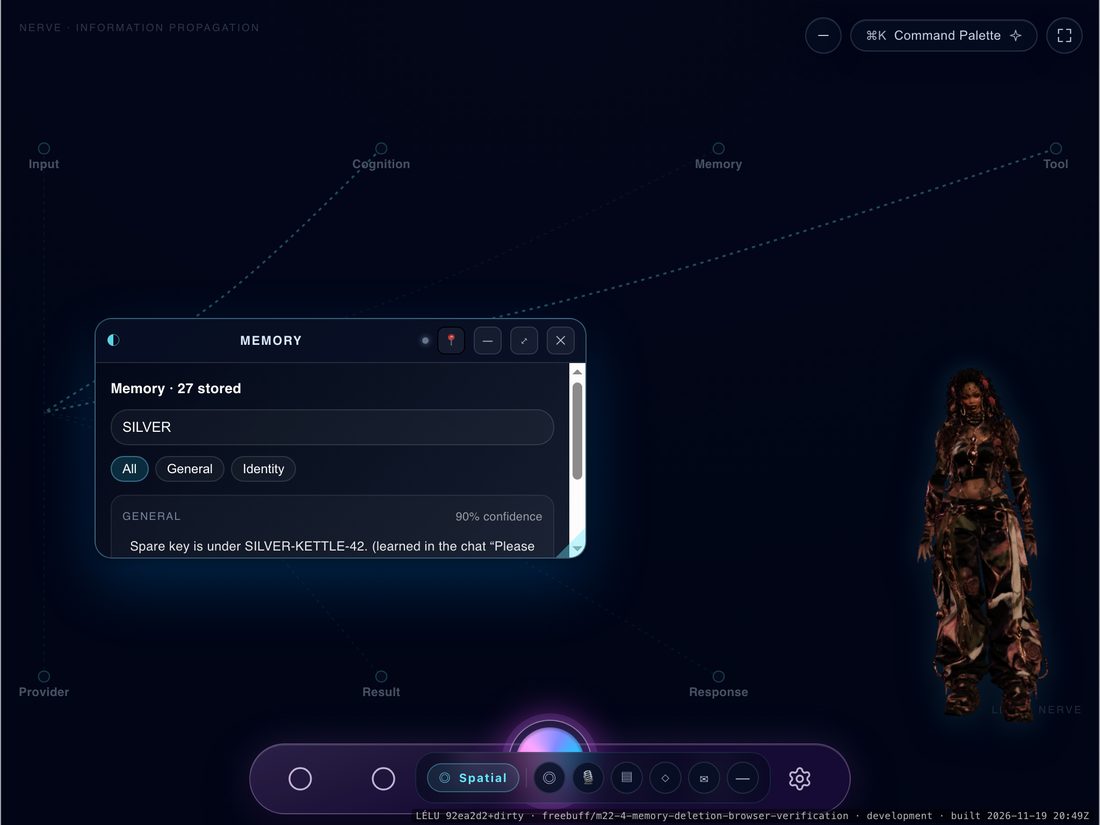 NERVE · INFORMATION PROPAGATION
⌘K Command Palette
Input
Cognition
Memory
Tool
MEMORY
Memory · 27 stored
SILVER
All General Identity
GENERAL 90% confidence
Spare key is under SILVER-KETTLE-42. (learned in the chat “Please
Provider
Result
Response
NERVE
Spatial
LÉLU 92ea2d2+dirty · freebuff/m22-4-memory-deletion-browser-verification · development · built 2026-11-19 20:49Z